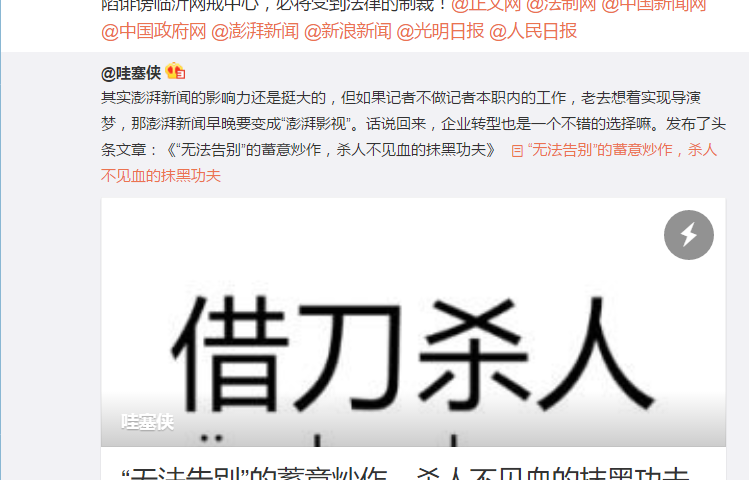 陷诽谤临沂网戒中心，必将受到法律的制裁！@正义网 @法制网 @中国新闻网
@中国政府网 @澎湃新闻 @新浪新闻 @光明日报 @人民日报
@哇塞侠
其实澎湃新闻的影响力还是挺大的，但如果记者不做记者本职内的工作，老去想着实现导演
梦，那澎湃新闻早晚要变成“澎湃影视”。话说回来，企业转型也是一个不错的选择嘛。发布了头
条文章：《“无法告别”的蓄意炒作，杀人不见血的抹黑功夫》 “无法告别”的蓄意炒作，杀人
不见血的抹黑功夫
借刀杀人
哇塞侠
“无法告别”的蓄意炒作，杀人不见血的抹黑功夫